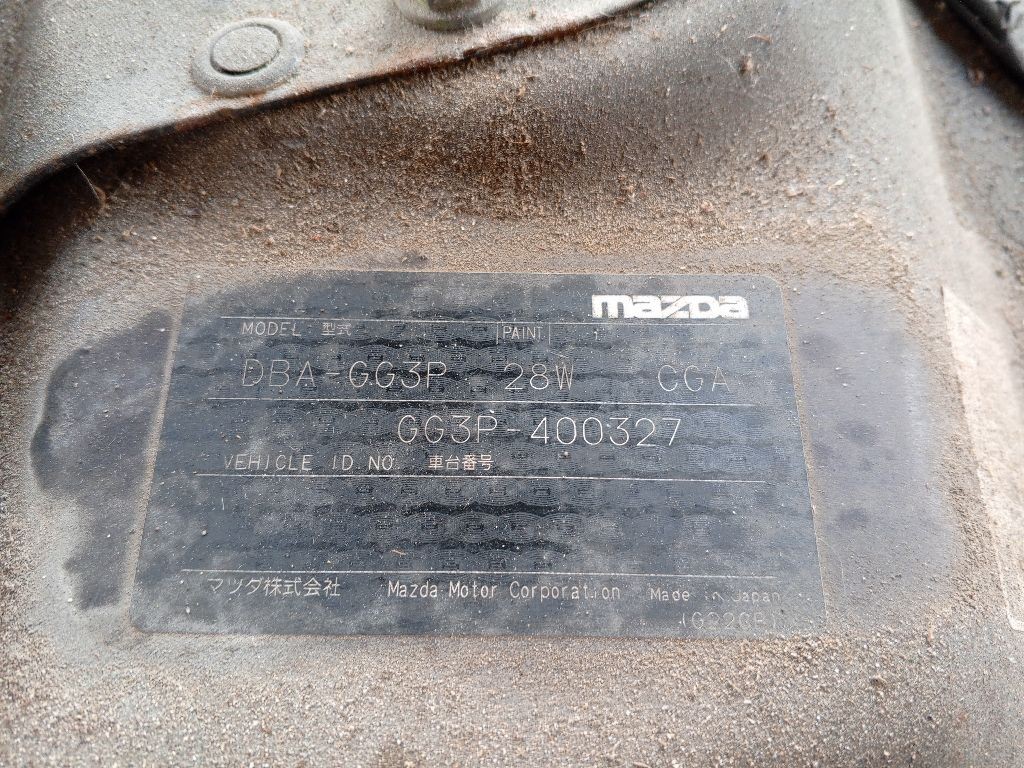 mazda
MODEL 型式 PAINT
DBA-GG3P 28W CGA
GG3P-400327
VEHICLE ID NO. 車台番号
マツダ株式会社 Mazda Motor Corporation Made in Japan